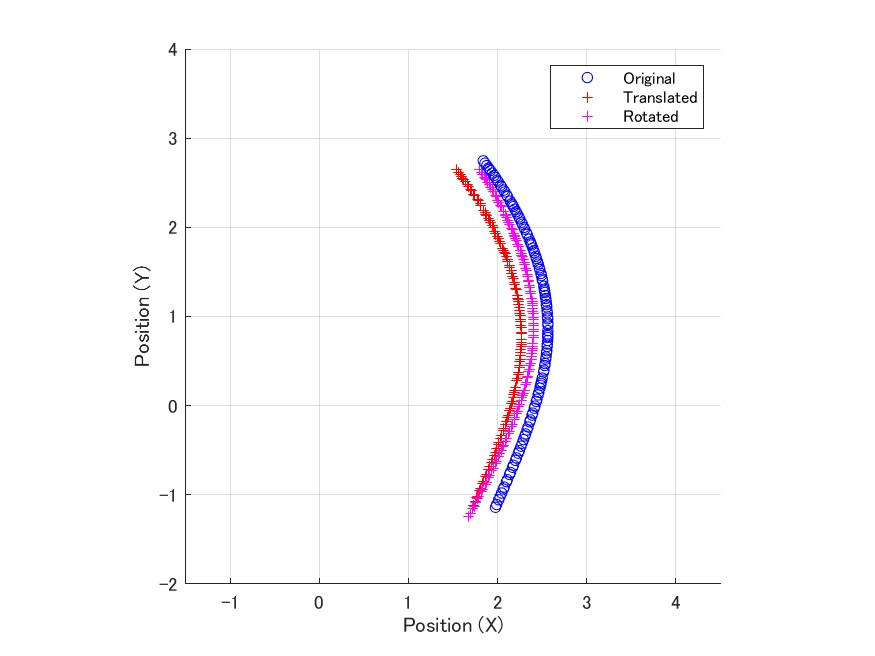 4
Original
Translated
Rotated
3
2
1
0
-1
-2
Position (Y)
-1
0
1
2
3
4
Position (X)